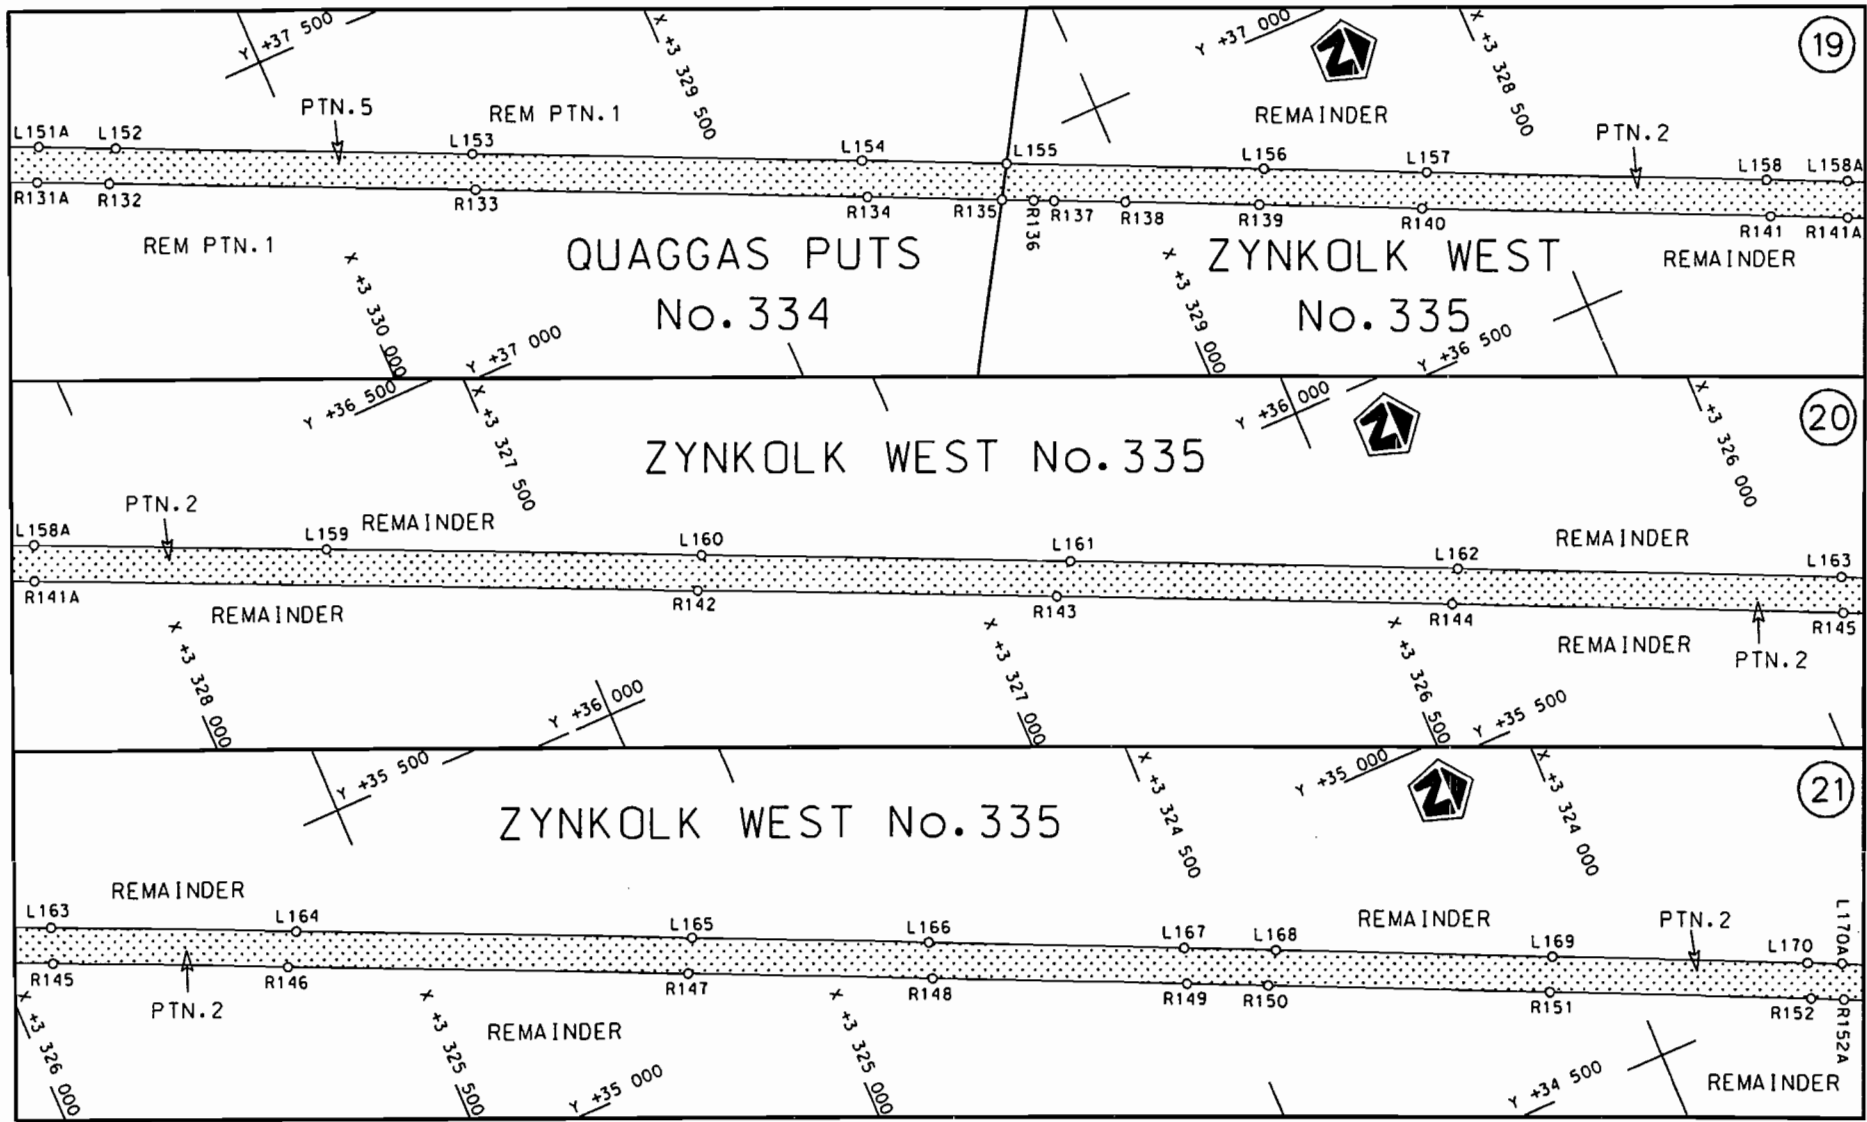 Y +37 500
X +3 329 500
Y +37 000
X +3 328 500
19
PTN.5
REM PTN.1
REMAINDER
PTN.2
L151A
L152
L153
L154
L155
L156
L157
L158
L158A
R131A
R132
R133
R134
R135
R136
R137
R138
R139
R140
R141
R141A
REM PTN.1
QUAGGAS PUTS
No.334
ZYNKOLK WEST
No.335
REMAINDER
X +3 330 000
Y +37 000
X +3 329 000
Y +36 500
Y +36 500
X +3 327 500
Y +36 000
X +3 326 000
20
ZYNKOLK WEST No.335
PTN.2
REMAINDER
REMAINDER
L158A
L159
L160
L161
L162
L163
R141A
R142
R143
R144
R145
REMAINDER
REMAINDER
PTN.2
X +3 328 000
Y +36 000
X +3 327 000
X +3 326 500
Y +35 500
Y +35 500
X +3 324 500
Y +35 000
X +3 324 000
21
ZYNKOLK WEST No.335
REMAINDER
REMAINDER
PTN.2
L163
L164
L165
L166
L167
L168
L169
L170
L170A
R145
R146
R147
R148
R149
R150
R151
R152
R152A
PTN.2
REMAINDER
X +3 326 000
X +3 325 500
Y +35 000
X +3 325 000
Y +34 500
REMAINDER